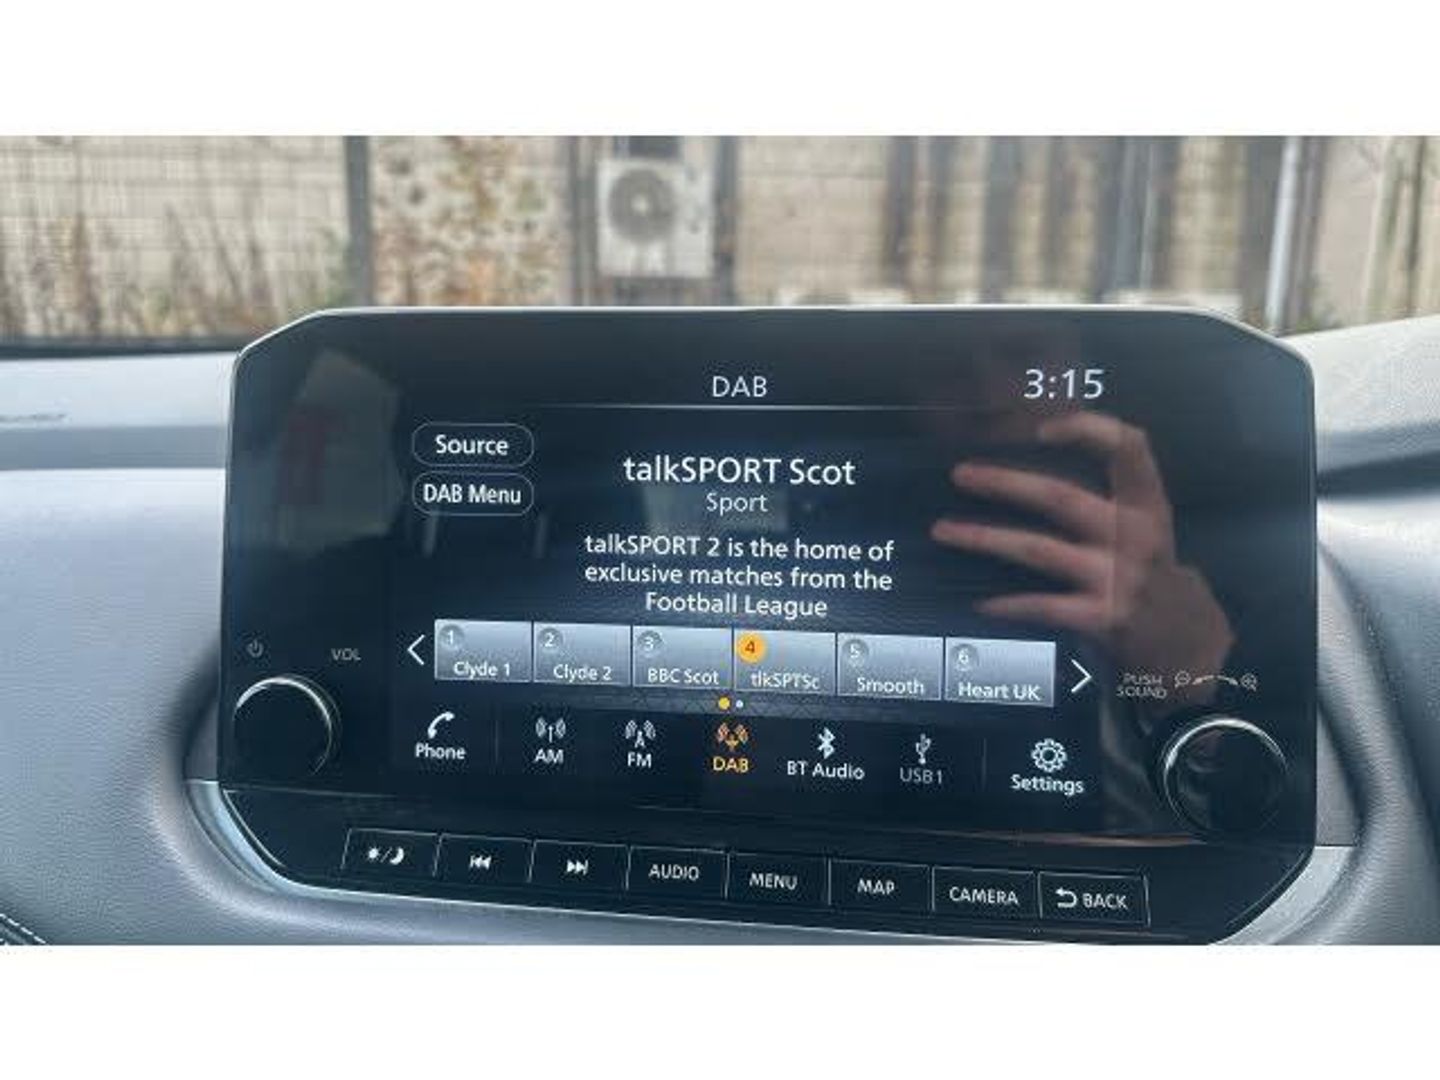 DAB
3:15
Source
DAB Menu
talkSPORT Scot
Sport
talkSPORT 2 is the home of
exclusive matches from the
Football League
1 Clyde 1
2 Clyde 2
3 BBC Scot
4 tlkSPTSc
5 Smooth
6 Heart UK
VOL
PUSH
SOUND
Phone
AM
FM
DAB
BT Audio
USB1
Settings
AUDIO
MENU
MAP
CAMERA
BACK